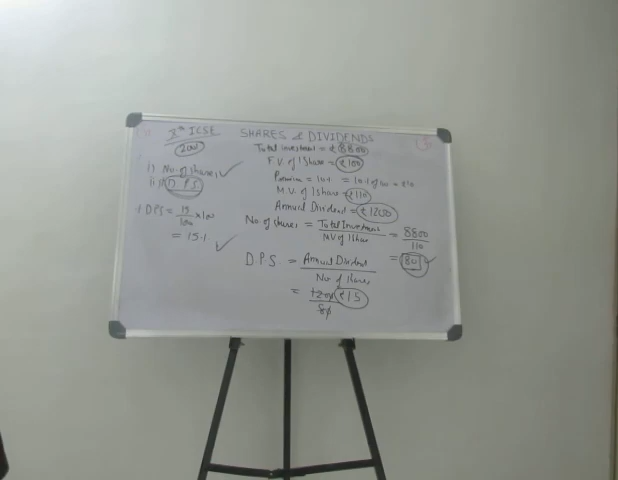 ICSE
SHARES & DIVIDENDS
200
Total investment = ₹ 8800
F.V. of 1 Share = ₹ 100
i) No. of shares
Premium = 10% = 10% of 100 = ₹10
ii) D P S
M.V. of 1 share = ₹ 110
Annual Dividend = ₹ 1200
DPS = 15/100 × 100
= 15%
No. of shares = Total Investment/M.V of 1 Share = 8800/110
= 80
D.P.S. = Annual Dividend/No. of shares
= 1200/80 ₹ 15